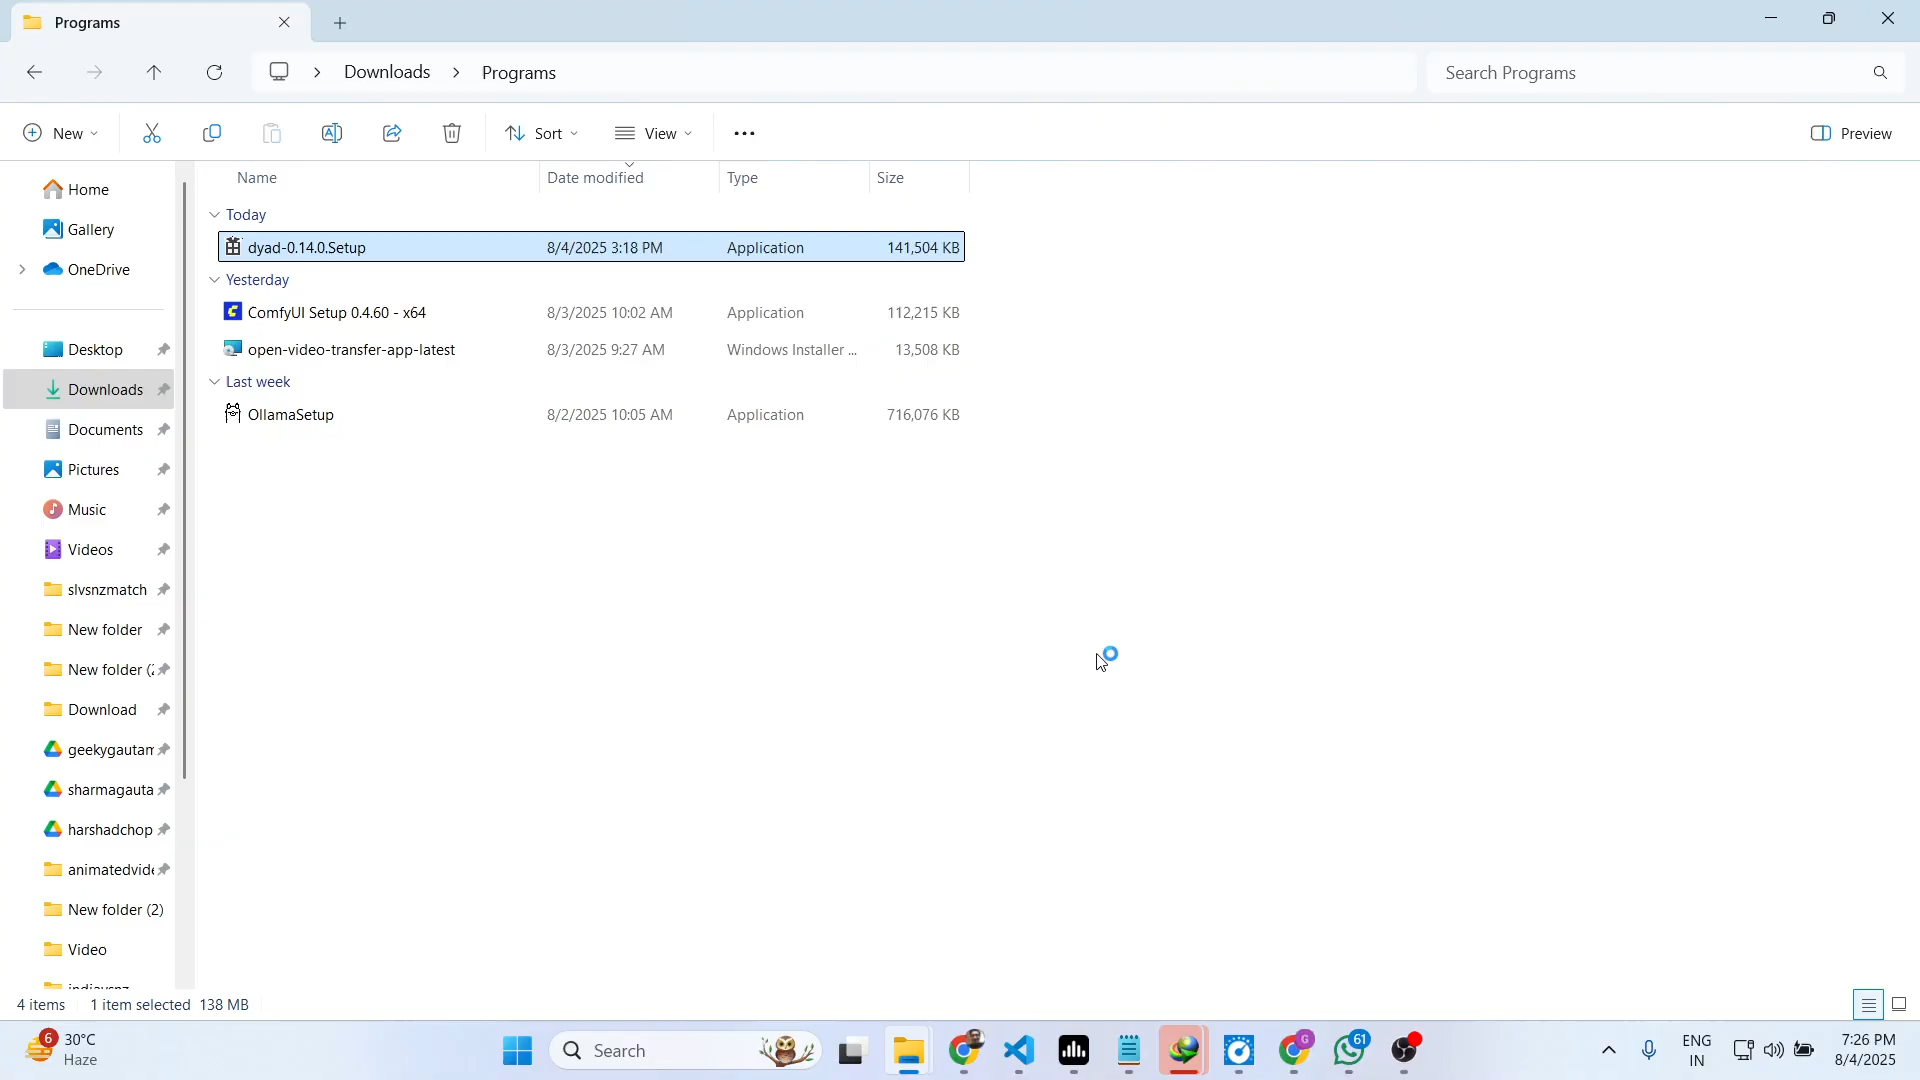 Programs
Downloads
Programs
Search Programs
New
Sort
View
Preview
Home
Gallery
OneDrive
Desktop
Downloads
Documents
Pictures
Music
Videos
slvsnzmatch
New folder
New folder (
Download
geekygautam
sharmagauta
harshadchop
animatedvide
New folder (2)
Video
Name Date modified Type Size
Today
dyad-0.14.0.Setup 8/4/2025 3:18 PM Application 141,504 KB
Yesterday
ComfyUI Setup 0.4.60 - x64 8/3/2025 10:02 AM Application 112,215 KB
open-video-transfer-app-latest 8/3/2025 9:27 AM Windows Installer ... 13,508 KB
Last week
OllamaSetup 8/2/2025 10:05 AM Application 716,076 KB
4 items 1 item selected 138 MB
6
30°C
Haze
Search
G
61
ENG
IN
7:26 PM
8/4/2025